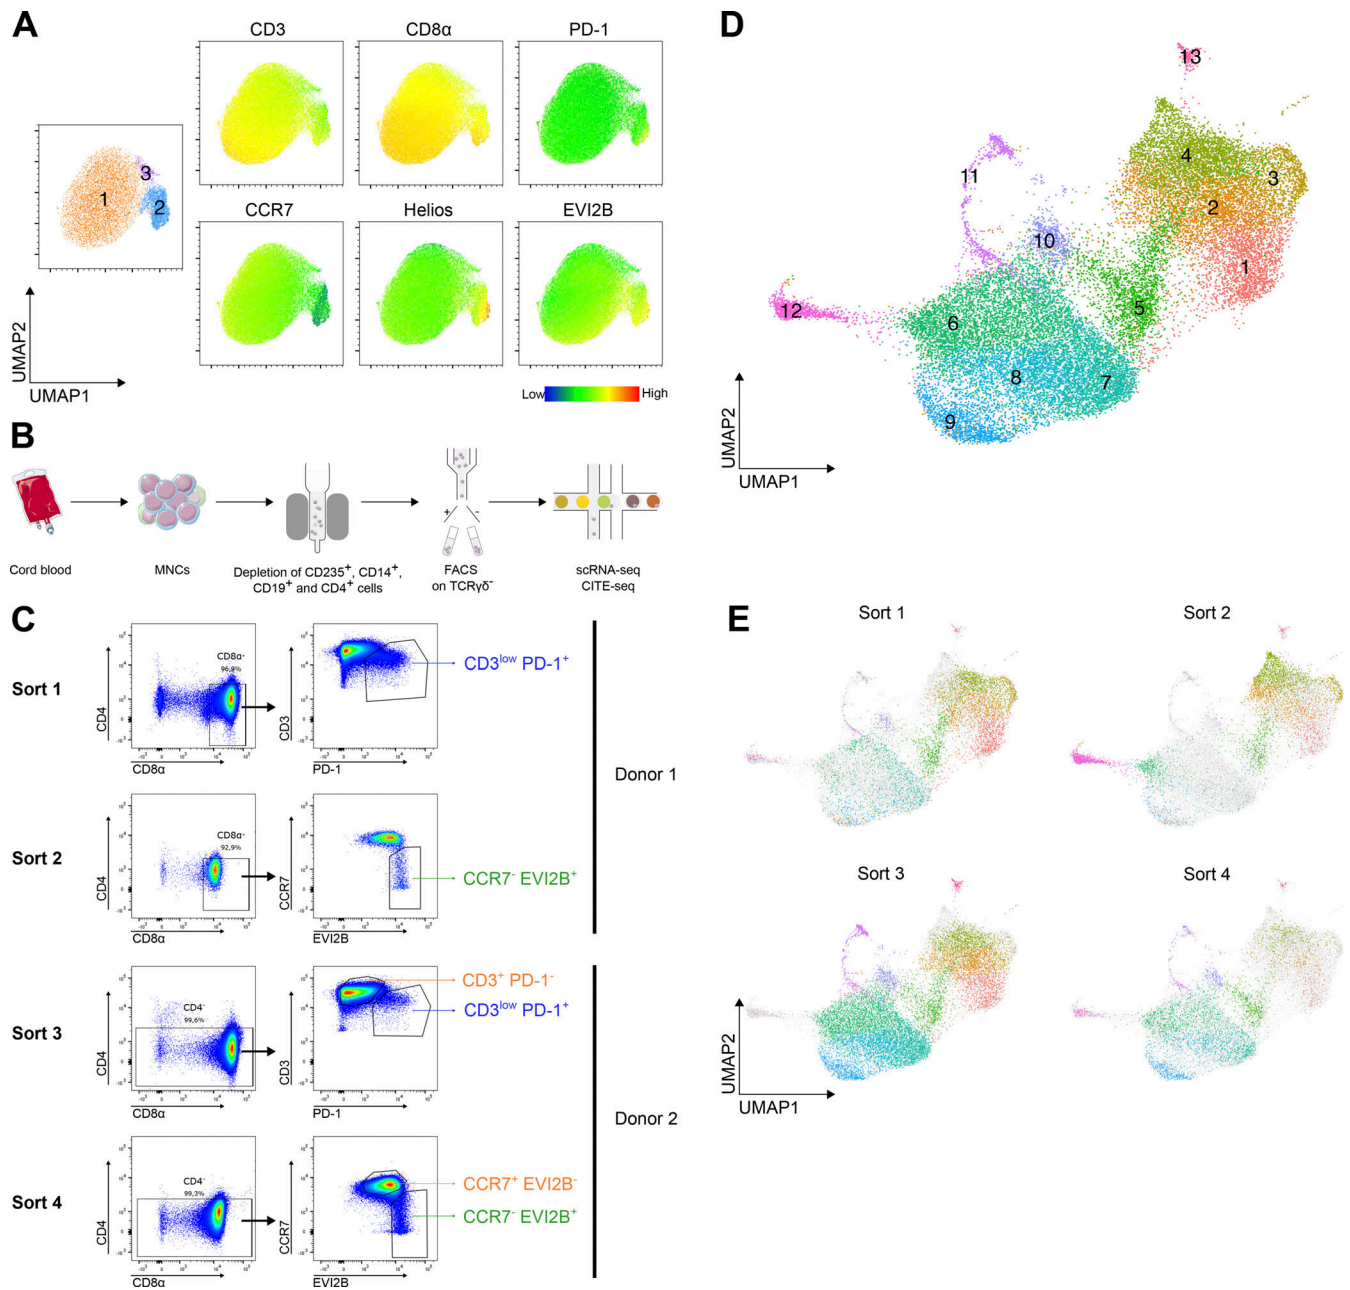 A
CD3
CD8α
PD-1
1
2
3
CCR7
Helios
EVI2B
UMAP2
UMAP1
Low
High
B
+
-
Cord blood
MNCs
Depletion of CD235+, CD14+,
CD19+ and CD4+ cells
FACS
on TCRγδ-
scRNA-seq
CITE-seq
C
Sort 1
CD4
CD8α-
96,9%
CD8α
CD3
PD-1
CD3low PD-1+
Sort 2
CD4
CD8α-
92,9%
CD8α
CCR7
EVI2B
CCR7- EVI2B+
Donor 1
Sort 3
CD4
CD4-
99,6%
CD8α
CD3
PD-1
CD3+ PD-1-
CD3low PD-1+
Sort 4
CD4
CD4-
99,3%
CD8α
CCR7
EVI2B
CCR7+ EVI2B-
CCR7- EVI2B+
Donor 2
D
13
4
3
11
2
10
1
5
12
6
8
7
9
UMAP2
UMAP1
E
Sort 1
Sort 2
Sort 3
Sort 4
UMAP2
UMAP1